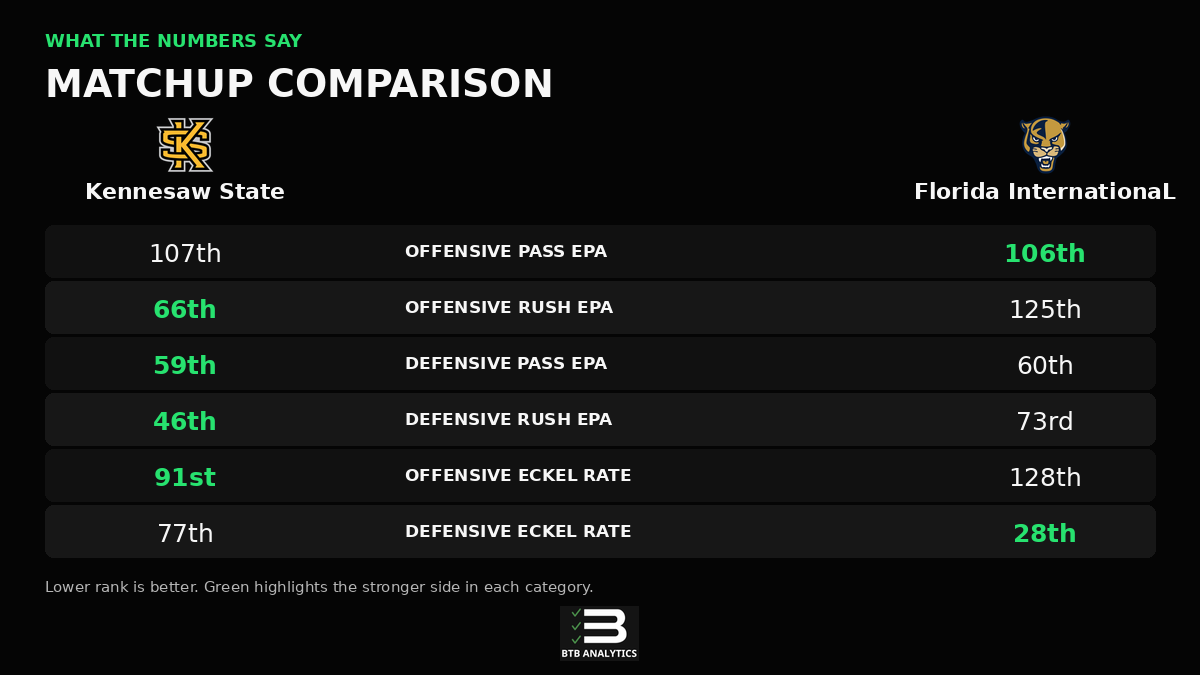 WHAT THE NUMBERS SAY
MATCHUP COMPARISON
KS
Kennesaw State
Florida InternationaL
107th OFFENSIVE PASS EPA 106th
66th OFFENSIVE RUSH EPA 125th
59th DEFENSIVE PASS EPA 60th
46th DEFENSIVE RUSH EPA 73rd
91st OFFENSIVE ECKEL RATE 128th
77th DEFENSIVE ECKEL RATE 28th
Lower rank is better. Green highlights the stronger side in each category.
B
BTB ANALYTICS